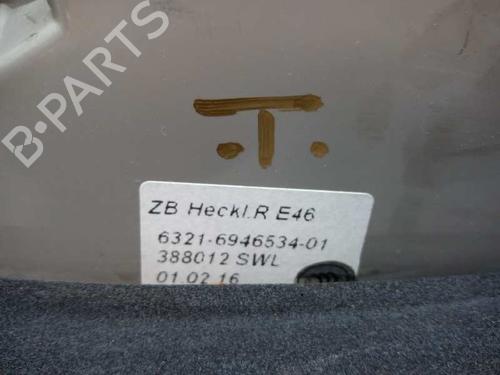 B-PARTS
.T.
ZB Heckl.R E46
6321-6946534-01
388012 SWL
01.02.16